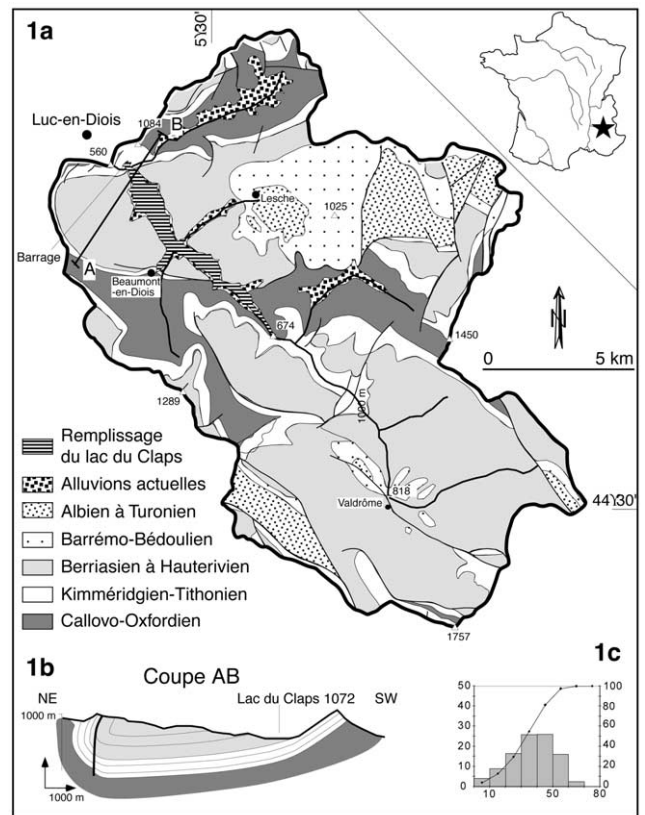 1a
5°30'
Luc-en-Diois
1084
B
560
Lesche
1025
Barrage
A
Beaumont
-en-Diois
N
0 5 km
674
1450
1289
1000 m
Remplissage
du lac du Claps
Alluvions actuelles
Albien à Turonien
Barrémo-Bédoulien
Berriasien à Hauterivien
Kimméridgien-Tithonien
Callovo-Oxfordien
818
Valdrôme
44°30'
1757
1b
Coupe AB
NE
Lac du Claps 1072 SW
1000 m
1000 m
1c
50 100
40 80
30 60
20 40
10 20
0 0
10 50 80